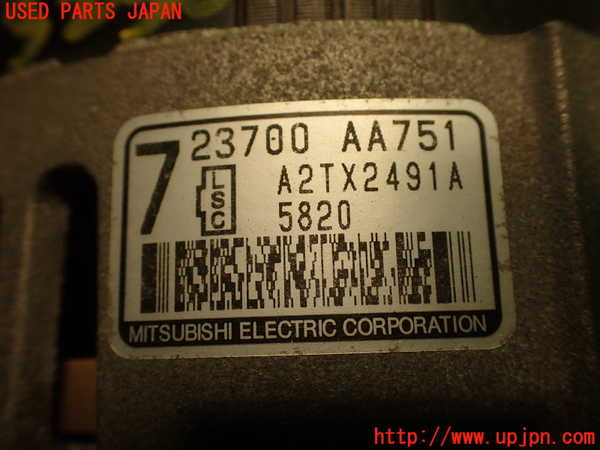 USED PARTS JAPAN
7 23700 AA751
LSC A2TX2491A
5820
MITSUBISHI ELECTRIC CORPORATION
http://www.upjpn.com/